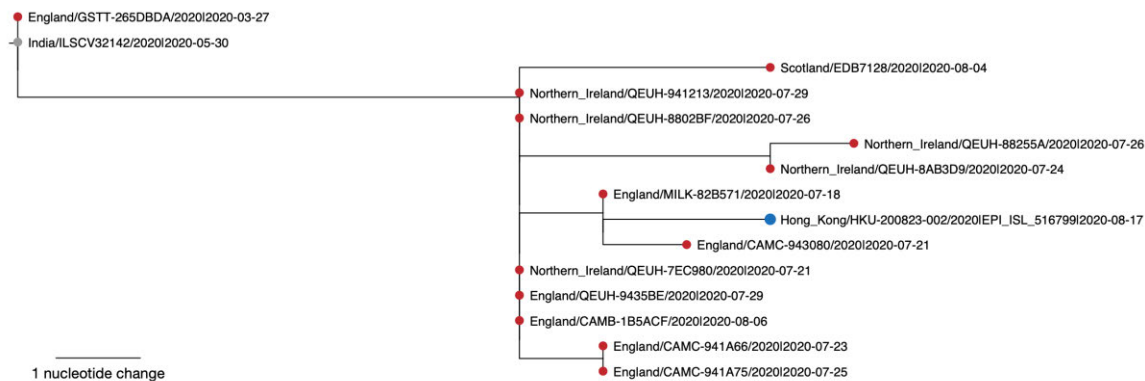 England/GSTT-265DBDA/2020|2020-03-27
India/ILSCV32142/2020|2020-05-30
Scotland/EDB7128/2020|2020-08-04
Northern_Ireland/QEUH-941213/2020|2020-07-29
Northern_Ireland/QEUH-8802BF/2020|2020-07-26
Northern_Ireland/QEUH-88255A/2020|2020-07-26
Northern_Ireland/QEUH-8AB3D9/2020|2020-07-24
England/MILK-82B571/2020|2020-07-18
Hong_Kong/HKU-200823-002/2020|EPI_ISL_516799|2020-08-17
England/CAMC-943080/2020|2020-07-21
Northern_Ireland/QEUH-7EC980/2020|2020-07-21
England/QEUH-9435BE/2020|2020-07-29
England/CAMB-1B5ACF/2020|2020-08-06
England/CAMC-941A66/2020|2020-07-23
England/CAMC-941A75/2020|2020-07-25
1 nucleotide change